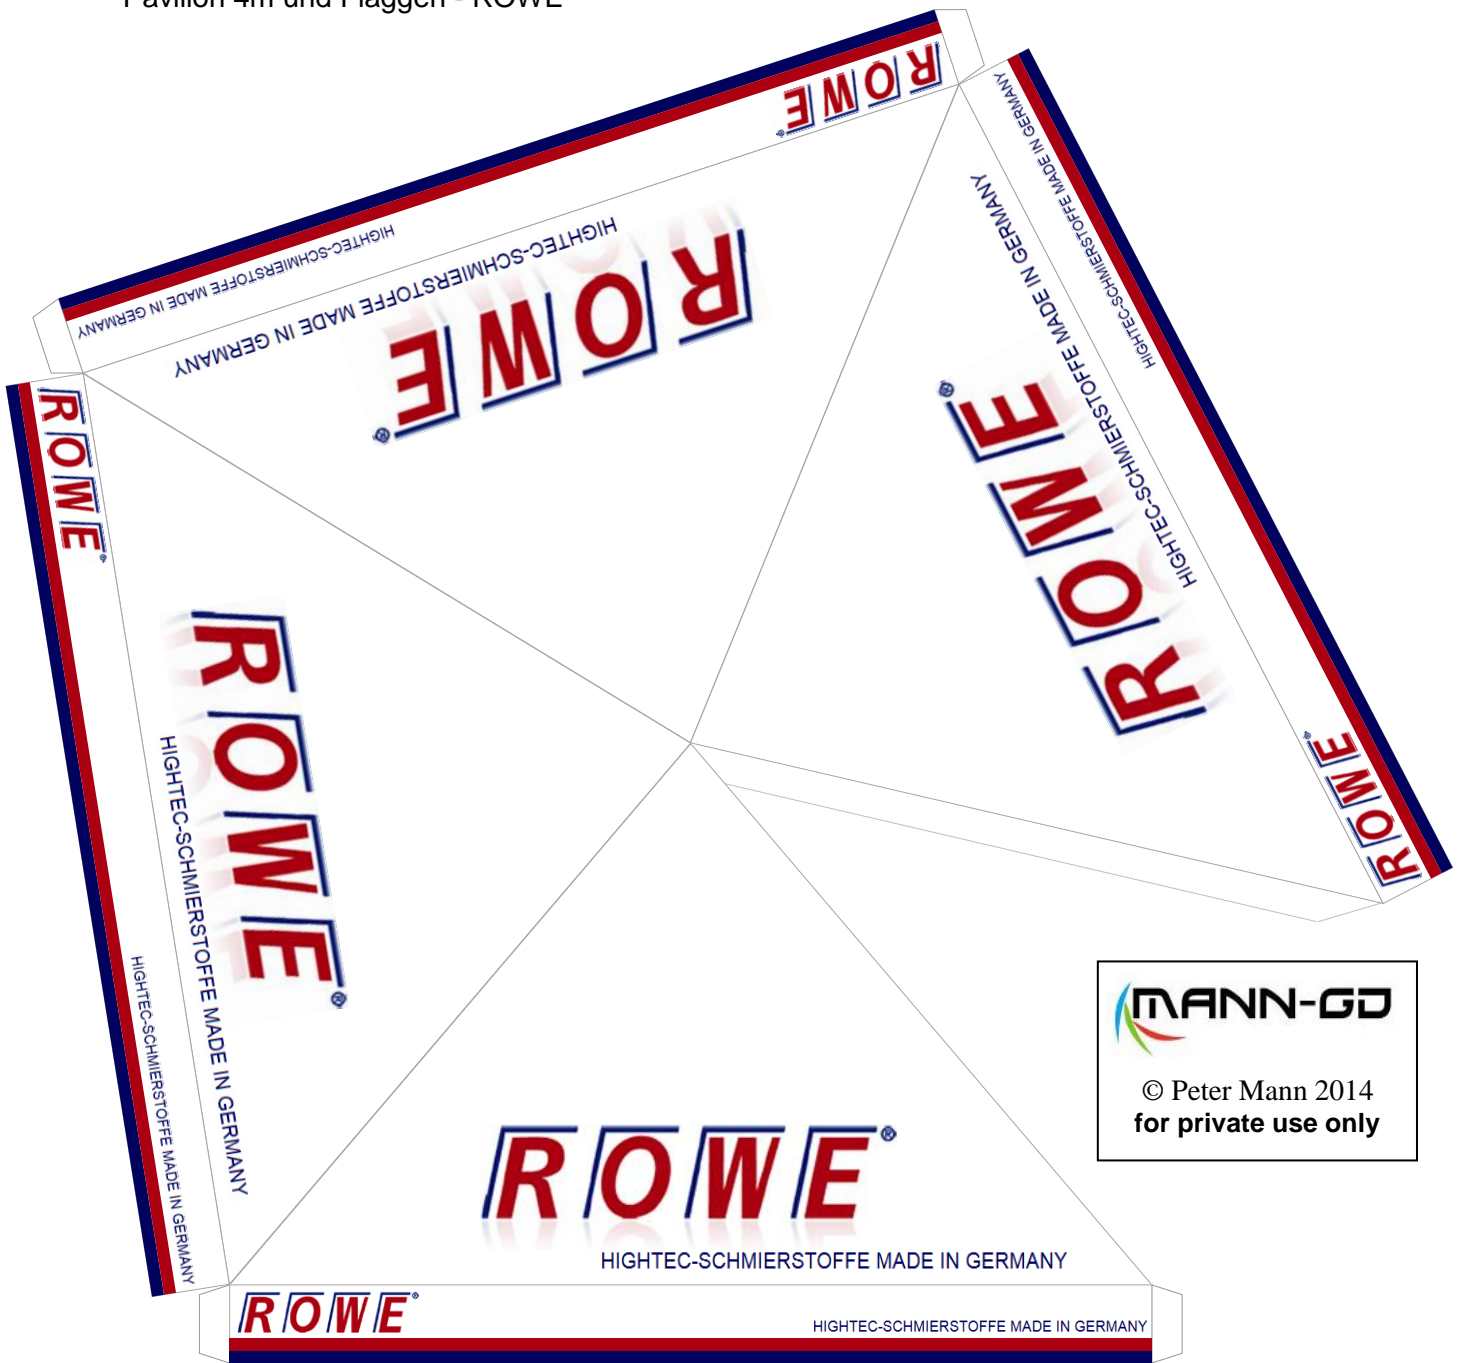 Pavillon 4m und Flaggen - ROWE
ROWE®
HIGHTEC-SCHMIERSTOFFE MADE IN GERMANY
HIGHTEC-SCHMIERSTOFFE MADE IN GERMANY
ROWE®
ROWE®
HIGHTEC-SCHMIERSTOFFE MADE IN GERMANY
HIGHTEC-SCHMIERSTOFFE MADE IN GERMANY
ROWE®
ROWE®
ROWE®
HIGHTEC-SCHMIERSTOFFE MADE IN GERMANY
HIGHTEC-SCHMIERSTOFFE MADE IN GERMANY
MANN-GD
© Peter Mann 2014
for private use only
ROWE®
HIGHTEC-SCHMIERSTOFFE MADE IN GERMANY
ROWE®
HIGHTEC-SCHMIERSTOFFE MADE IN GERMANY